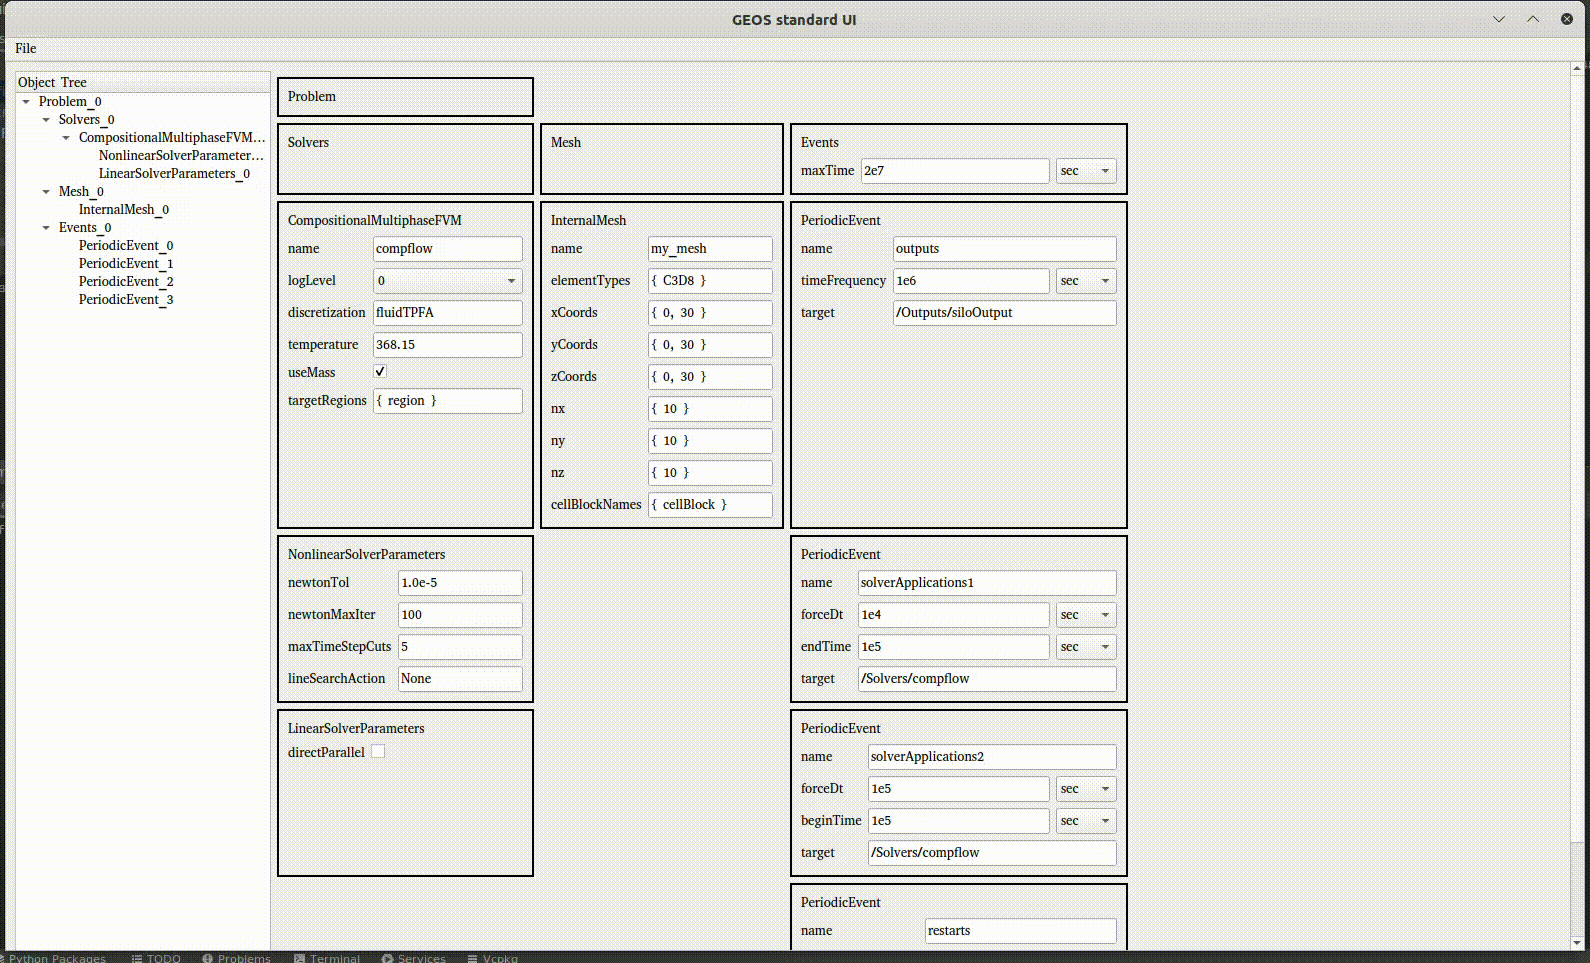 GEOS standard UI
File
Object Tree
Problem_0
Solvers_0
CompositionalMultiphaseFVM...
NonlinearSolverParameter...
LinearSolverParameters_0
Mesh_0
InternalMesh_0
Events_0
PeriodicEvent_0
PeriodicEvent_1
PeriodicEvent_2
PeriodicEvent_3
Problem
Solvers
Mesh
Events
maxTime 2e7 sec
CompositionalMultiphaseFVM
name compflow
logLevel 0
discretization fluidTPFA
temperature 368.15
useMass
targetRegions { region }
InternalMesh
name my_mesh
elementTypes { C3D8 }
xCoords { 0, 30 }
yCoords { 0, 30 }
zCoords { 0, 30 }
nx { 10 }
ny { 10 }
nz { 10 }
cellBlockNames { cellBlock }
PeriodicEvent
name outputs
timeFrequency 1e6 sec
target /Outputs/siloOutput
NonlinearSolverParameters
newtonTol 1.0e-5
newtonMaxIter 100
maxTimeStepCuts 5
lineSearchAction None
PeriodicEvent
name solverApplications1
forceDt 1e4 sec
endTime 1e5 sec
target /Solvers/compflow
LinearSolverParameters
directParallel
PeriodicEvent
name solverApplications2
forceDt 1e5 sec
beginTime 1e5 sec
target /Solvers/compflow
PeriodicEvent
name restarts
Python Packages TODO Problems Terminal Services Vcpkg